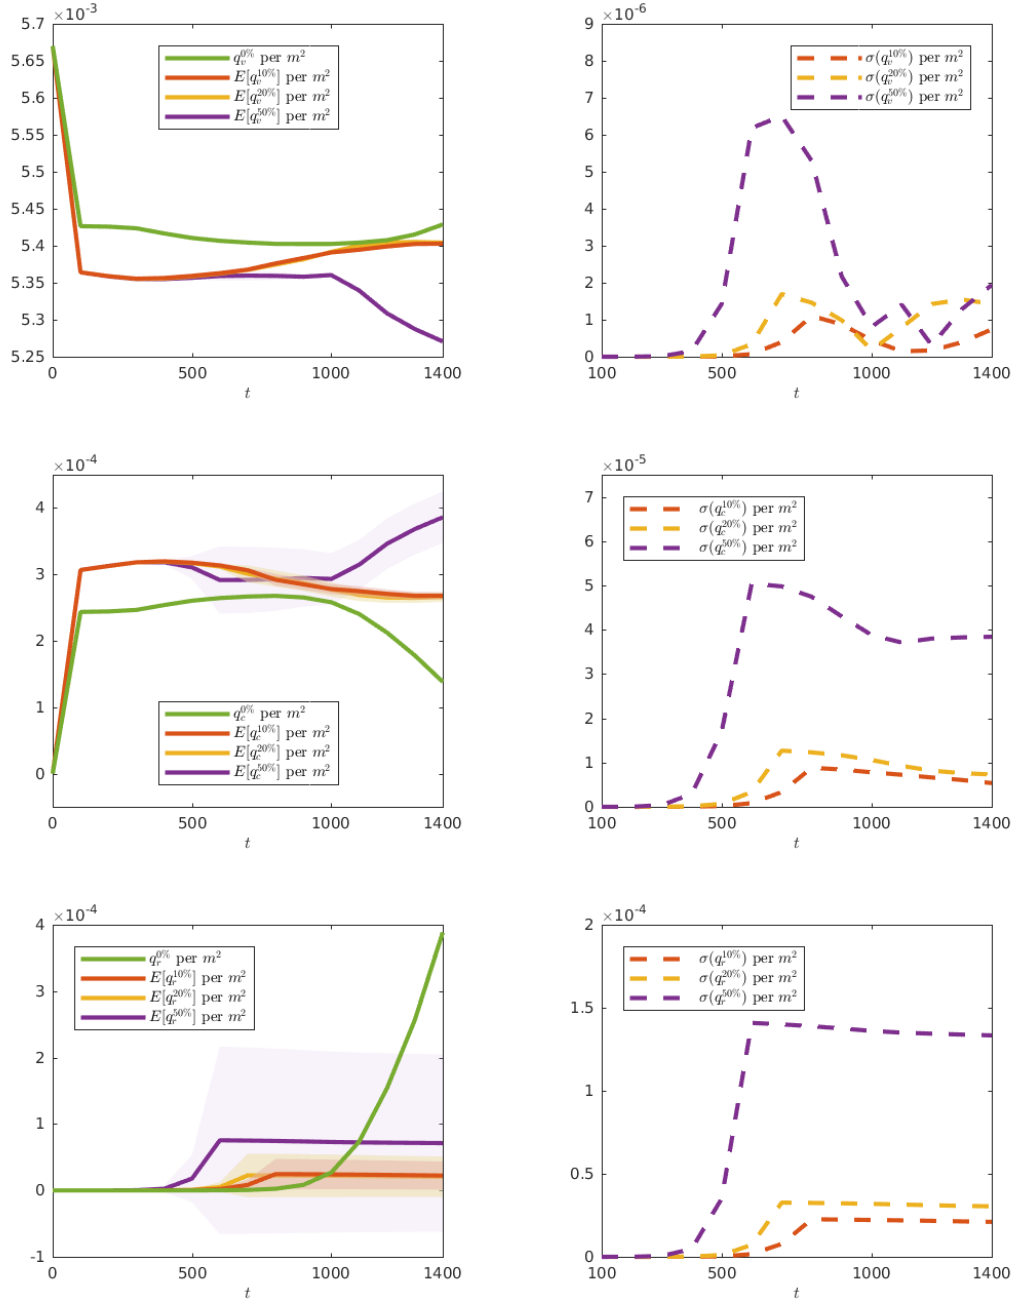 ×10⁻³
5.7
5.65
5.6
5.55
5.5
5.45
5.4
5.35
5.3
5.25
0 500 1000 1400
t
q_v^{0%} per m²
E[q_v^{10%}] per m²
E[q_v^{20%}] per m²
E[q_v^{50%}] per m²
×10⁻⁶
9
8
7
6
5
4
3
2
1
0
100 500 1000 1400
t
σ(q_v^{10%}) per m²
σ(q_v^{20%}) per m²
σ(q_v^{50%}) per m²
×10⁻⁴
4
3
2
1
0
0 500 1000 1400
t
q_c^{0%} per m²
E[q_c^{10%}] per m²
E[q_c^{20%}] per m²
E[q_c^{50%}] per m²
×10⁻⁵
7
6
5
4
3
2
1
0
100 500 1000 1400
t
σ(q_c^{10%}) per m²
σ(q_c^{20%}) per m²
σ(q_c^{50%}) per m²
×10⁻⁴
4
3
2
1
0
-1
0 500 1000 1400
t
q_r^{0%} per m²
E[q_r^{10%}] per m²
E[q_r^{20%}] per m²
E[q_r^{50%}] per m²
×10⁻⁴
2
1.5
1
0.5
0
100 500 1000 1400
t
σ(q_r^{10%}) per m²
σ(q_r^{20%}) per m²
σ(q_r^{50%}) per m²